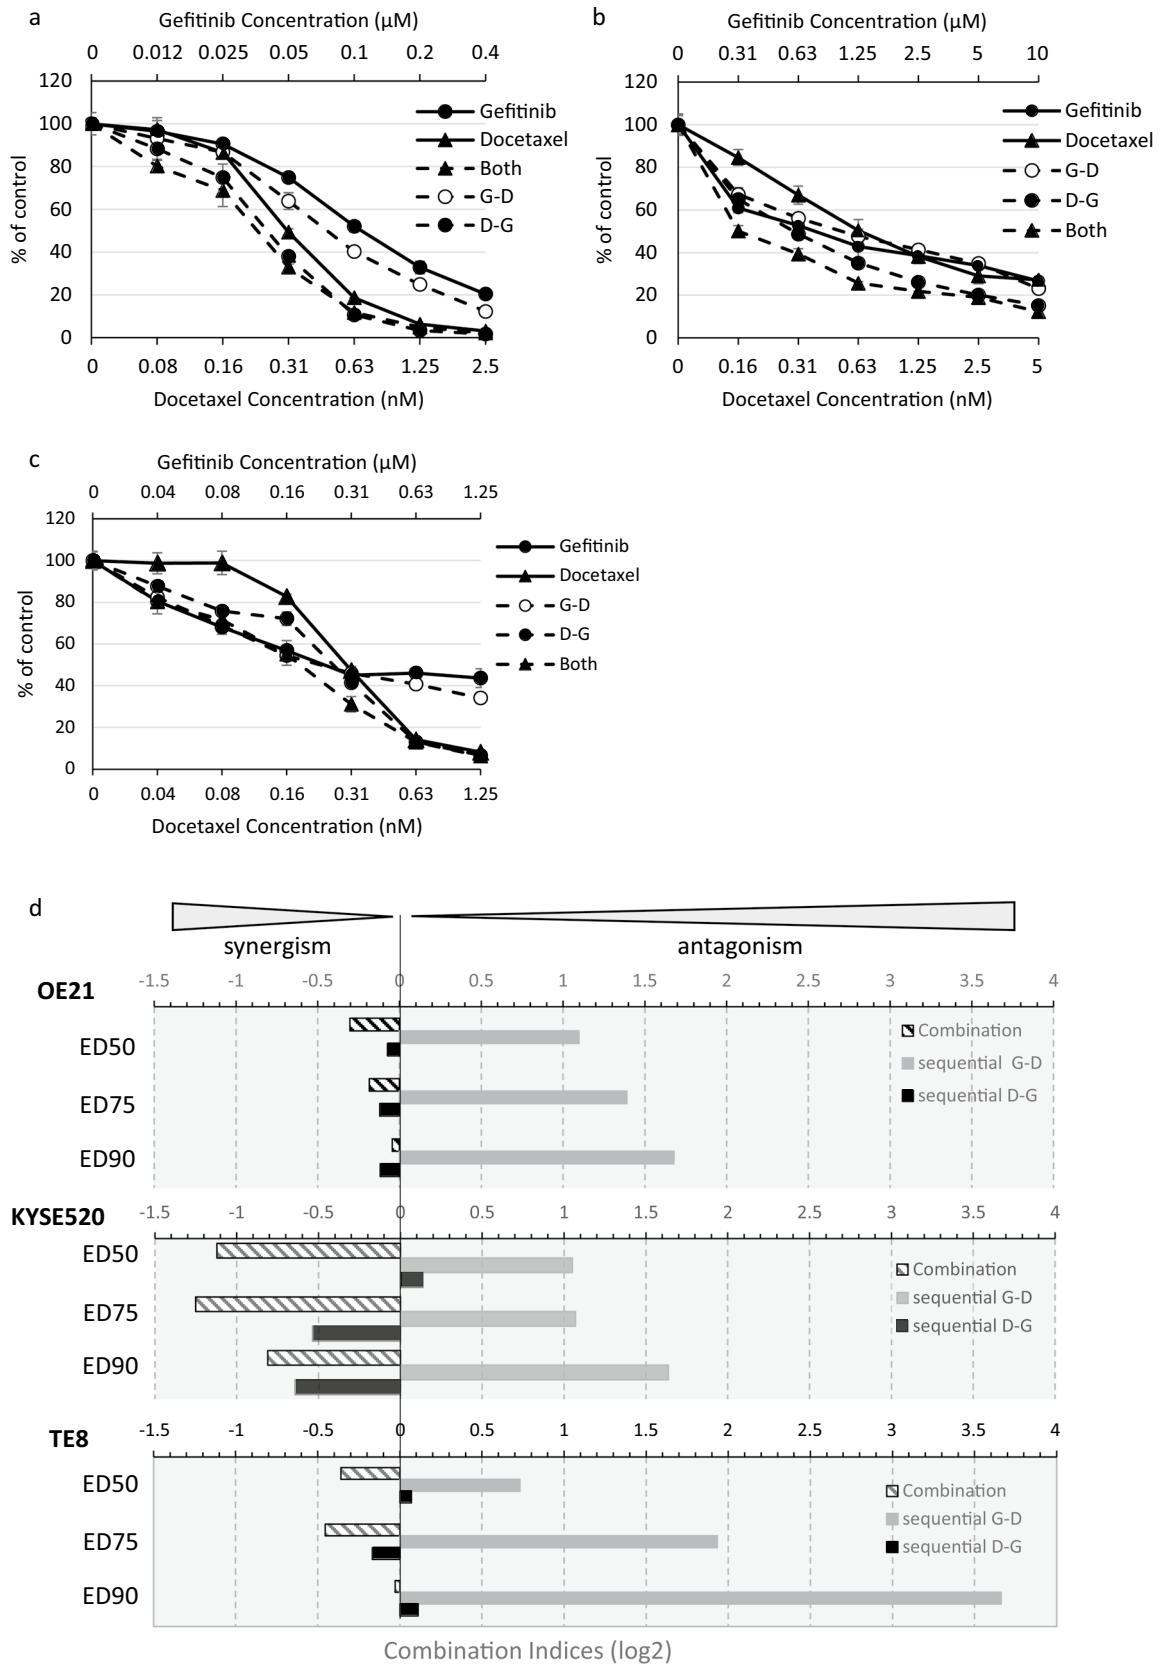 a
Gefitinib Concentration (µM)
0 0.012 0.025 0.05 0.1 0.2 0.4
120
100
80
60
40
20
0
% of control
Gefitinib
Docetaxel
Both
G-D
D-G
0 0.08 0.16 0.31 0.63 1.25 2.5
Docetaxel Concentration (nM)
b
Gefitinib Concentration (µM)
0 0.31 0.63 1.25 2.5 5 10
120
100
80
60
40
20
0
% of control
Gefitinib
Docetaxel
G-D
D-G
Both
0 0.16 0.31 0.63 1.25 2.5 5
Docetaxel Concentration (nM)
c
Gefitinib Concentration (µM)
0 0.04 0.08 0.16 0.31 0.63 1.25
120
100
80
60
40
20
0
% of control
Gefitinib
Docetaxel
G-D
D-G
Both
0 0.04 0.08 0.16 0.31 0.63 1.25
Docetaxel Concentration (nM)
d
synergism antagonism
-1.5 -1 -0.5 0 0.5 1 1.5 2 2.5 3 3.5 4
OE21
ED50
ED75
ED90
Combination
sequential G-D
sequential D-G
-1.5 -1 -0.5 0 0.5 1 1.5 2 2.5 3 3.5 4
KYSE520
ED50
ED75
ED90
Combination
sequential G-D
sequential D-G
-1.5 -1 -0.5 0 0.5 1 1.5 2 2.5 3 3.5 4
TE8
ED50
ED75
ED90
Combination
sequential G-D
sequential D-G
Combination Indices (log2)